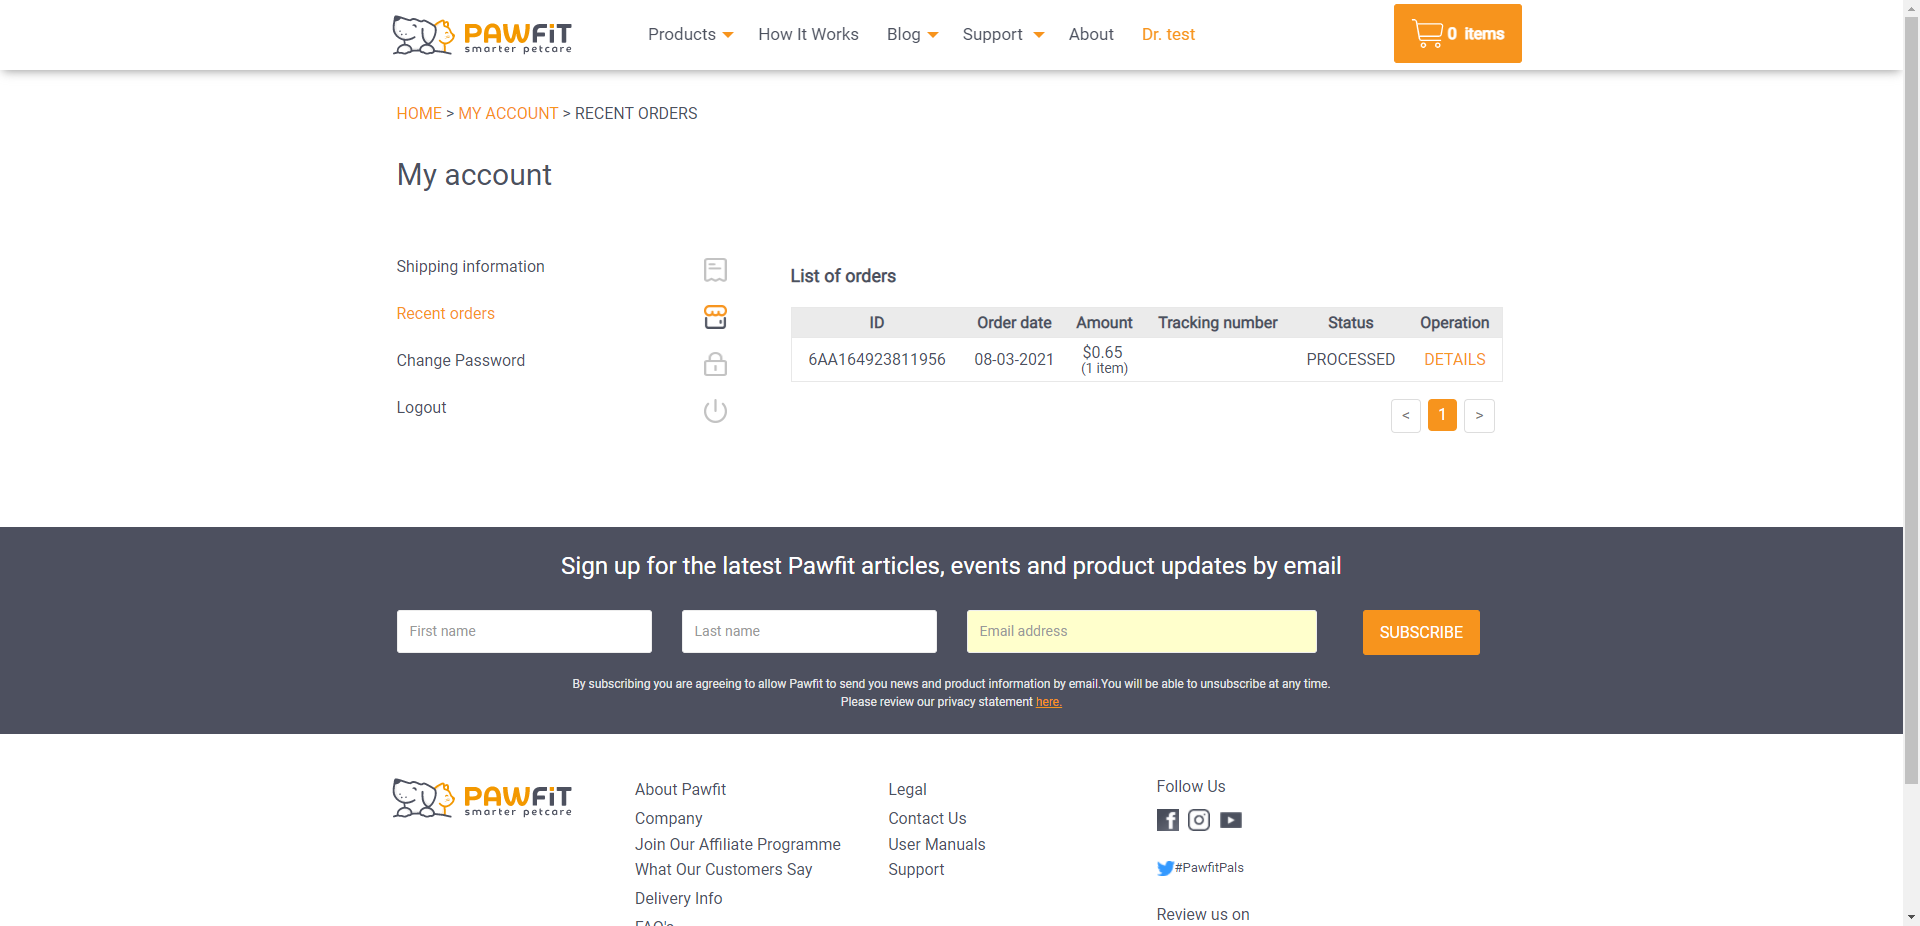 PAWFIT
smarter petcare
Products
How It Works
Blog
Support
About
Dr. test
0 items
HOME > MY ACCOUNT > RECENT ORDERS
My account
Shipping information
Recent orders
Change Password
Logout
List of orders
ID Order date Amount Tracking number Status Operation
6AA164923811956 08-03-2021 $0.65 PROCESSED DETAILS
(1 item)
< 1 >
Sign up for the latest Pawfit articles, events and product updates by email
First name
Last name
Email address
SUBSCRIBE
By subscribing you are agreeing to allow Pawfit to send you news and product information by email.You will be able to unsubscribe at any time.
Please review our privacy statement here.
PAWFIT
smarter petcare
About Pawfit
Company
Join Our Affiliate Programme
What Our Customers Say
Delivery Info
FAQ's
Legal
Contact Us
User Manuals
Support
Follow Us
#PawfitPals
Review us on